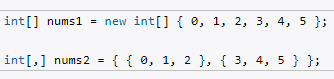 int[] nums1 = new int[] { 0, 1, 2, 3, 4, 5 };
int[,] nums2 = { { 0, 1, 2 }, { 3, 4, 5 } };